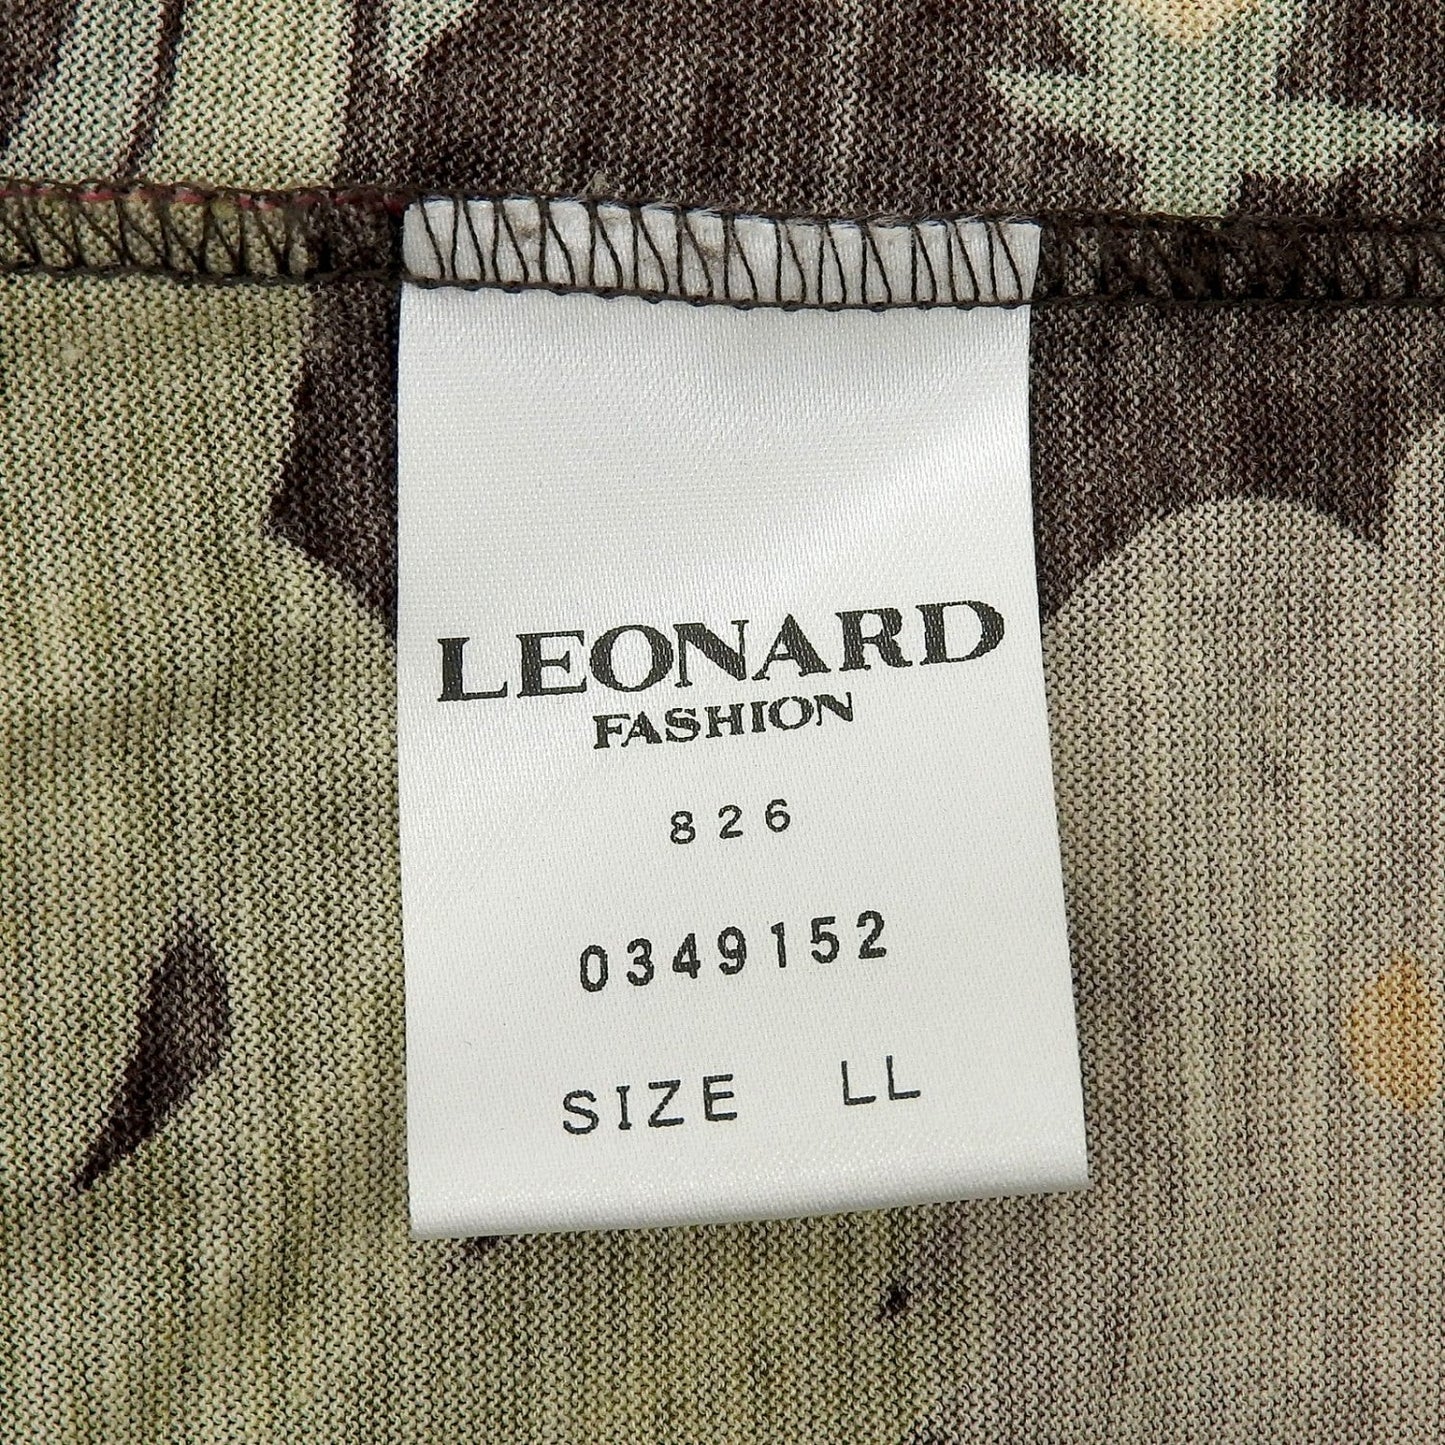 LEONARD
FASHION
826
0349152
SIZE LL